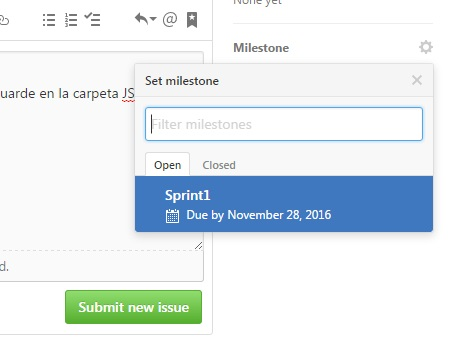 None yet
Milestone
Set milestone
uarde en la carpeta JS
Filter milestones
Open Closed
Sprint1
Due by November 28, 2016
d.
Submit new issue